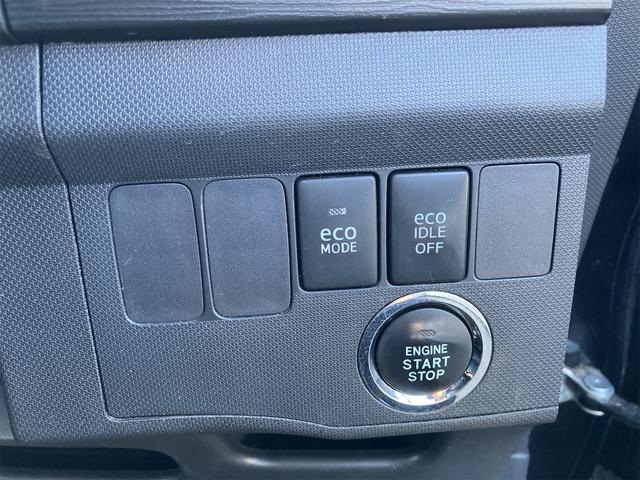 eco
MODE
eco
IDLE
OFF
ENGINE
START
STOP